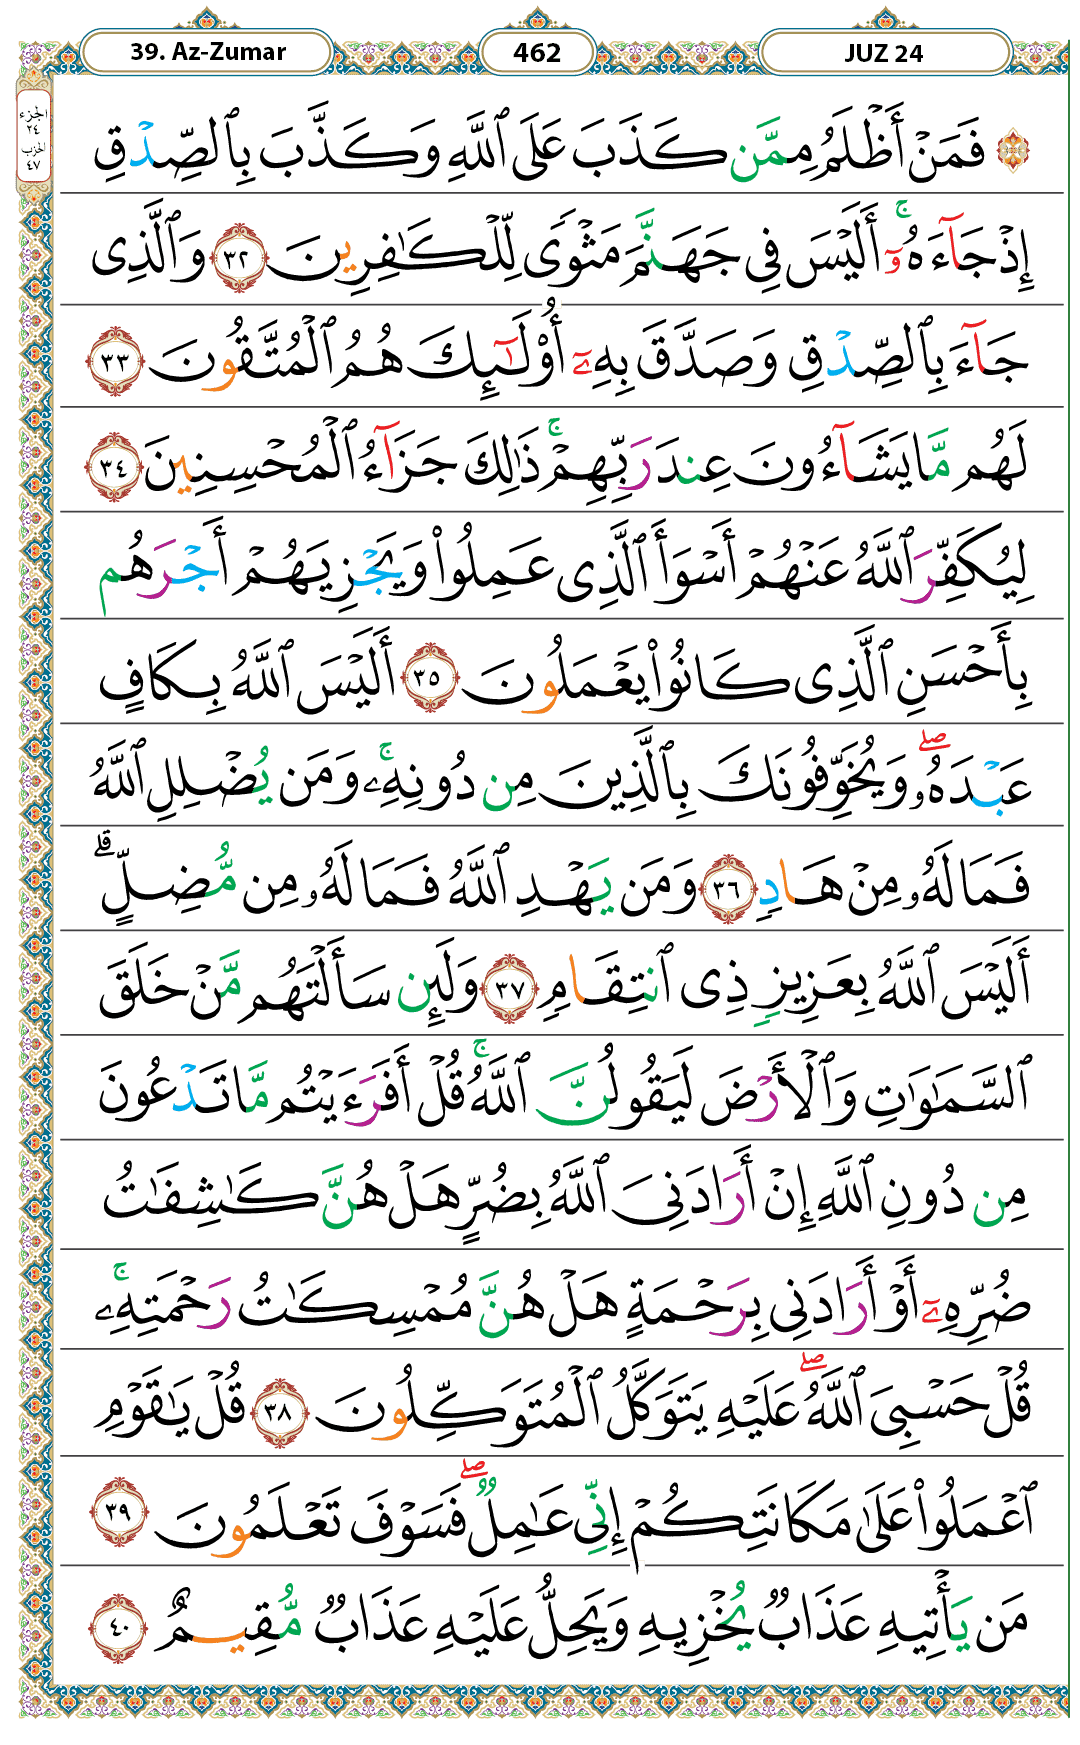 39. Az-Zumar
462
JUZ 24
الجزء
٢٤
الحزب
٤٧
۞ فَمَنْ أَظْلَمُ مِمَّن كَذَبَ عَلَى ٱللَّهِ وَكَذَّبَ بِٱلصِّدْقِ
إِذْ جَآءَهُۥٓ ۚ أَلَيْسَ فِى جَهَنَّمَ مَثْوًى لِّلْكَـٰفِرِينَ ٣٢ وَٱلَّذِى
جَآءَ بِٱلصِّدْقِ وَصَدَّقَ بِهِۦٓ أُو۟لَـٰٓئِكَ هُمُ ٱلْمُتَّقُونَ ٣٣
لَهُم مَّا يَشَآءُونَ عِندَ رَبِّهِمْ ۚ ذَٰلِكَ جَزَآءُ ٱلْمُحْسِنِينَ ٣٤
لِيُكَفِّرَ ٱللَّهُ عَنْهُمْ أَسْوَأَ ٱلَّذِى عَمِلُوا۟ وَيَجْزِيَهُمْ أَجْرَهُم
بِأَحْسَنِ ٱلَّذِى كَانُوا۟ يَعْمَلُونَ ٣٥ أَلَيْسَ ٱللَّهُ بِكَافٍ
عَبْدَهُۥ ۖ وَيُخَوِّفُونَكَ بِٱلَّذِينَ مِن دُونِهِۦ ۚ وَمَن يُضْلِلِ ٱللَّهُ
فَمَا لَهُۥ مِنْ هَادٍ ٣٦ وَمَن يَهْدِ ٱللَّهُ فَمَا لَهُۥ مِن مُّضِلٍّ ۗ
أَلَيْسَ ٱللَّهُ بِعَزِيزٍ ذِى ٱنتِقَامٍ ٣٧ وَلَئِن سَأَلْتَهُم مَّنْ خَلَقَ
ٱلسَّمَـٰوَٰتِ وَٱلْأَرْضَ لَيَقُولُنَّ ٱللَّهُ ۚ قُلْ أَفَرَءَيْتُم مَّا تَدْعُونَ
مِن دُونِ ٱللَّهِ إِنْ أَرَادَنِىَ ٱللَّهُ بِضُرٍّ هَلْ هُنَّ كَـٰشِفَـٰتُ
ضُرِّهِۦٓ أَوْ أَرَادَنِى بِرَحْمَةٍ هَلْ هُنَّ مُمْسِكَـٰتُ رَحْمَتِهِۦ ۚ
قُلْ حَسْبِىَ ٱللَّهُ ۖ عَلَيْهِ يَتَوَكَّلُ ٱلْمُتَوَكِّلُونَ ٣٨ قُلْ يَـٰقَوْمِ
ٱعْمَلُوا۟ عَلَىٰ مَكَانَتِكُمْ إِنِّى عَـٰمِلٌ ۖ فَسَوْفَ تَعْلَمُونَ ٣٩
مَن يَأْتِيهِ عَذَابٌ يُخْزِيهِ وَيَحِلُّ عَلَيْهِ عَذَابٌ مُّقِيمٌ ٤٠